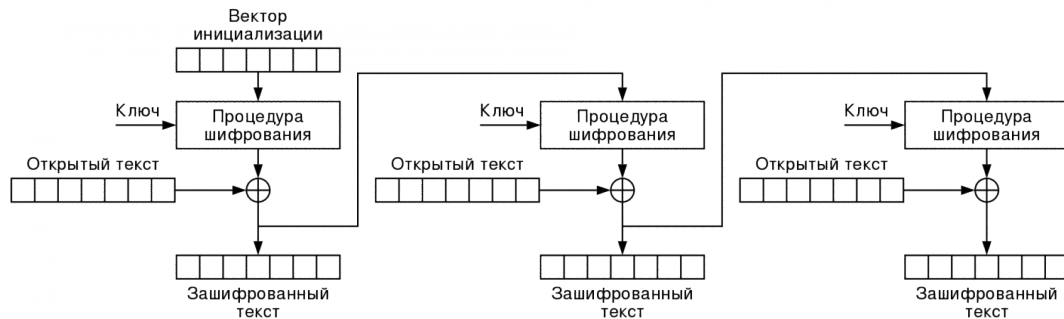 Вектор
инициализации
Ключ
Процедура
шифрования
Открытый текст
Зашифрованный
текст
Ключ
Процедура
шифрования
Открытый текст
Зашифрованный
текст
Ключ
Процедура
шифрования
Открытый текст
Зашифрованный
текст